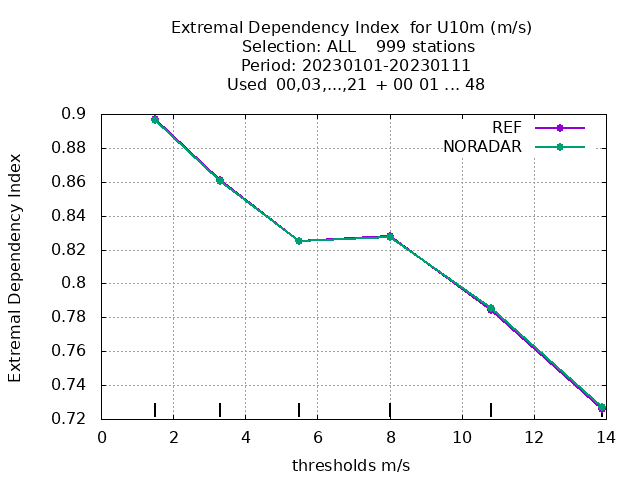 Extremal Dependency Index  for U10m (m/s)
Selection: ALL    999 stations
Period: 20230101-20230111
Used  00,03,...,21  + 00 01 ... 48
REF
NORADAR
Extremal Dependency Index
0.9
0.88
0.86
0.84
0.82
0.8
0.78
0.76
0.74
0.72
0 2 4 6 8 10 12 14
thresholds m/s